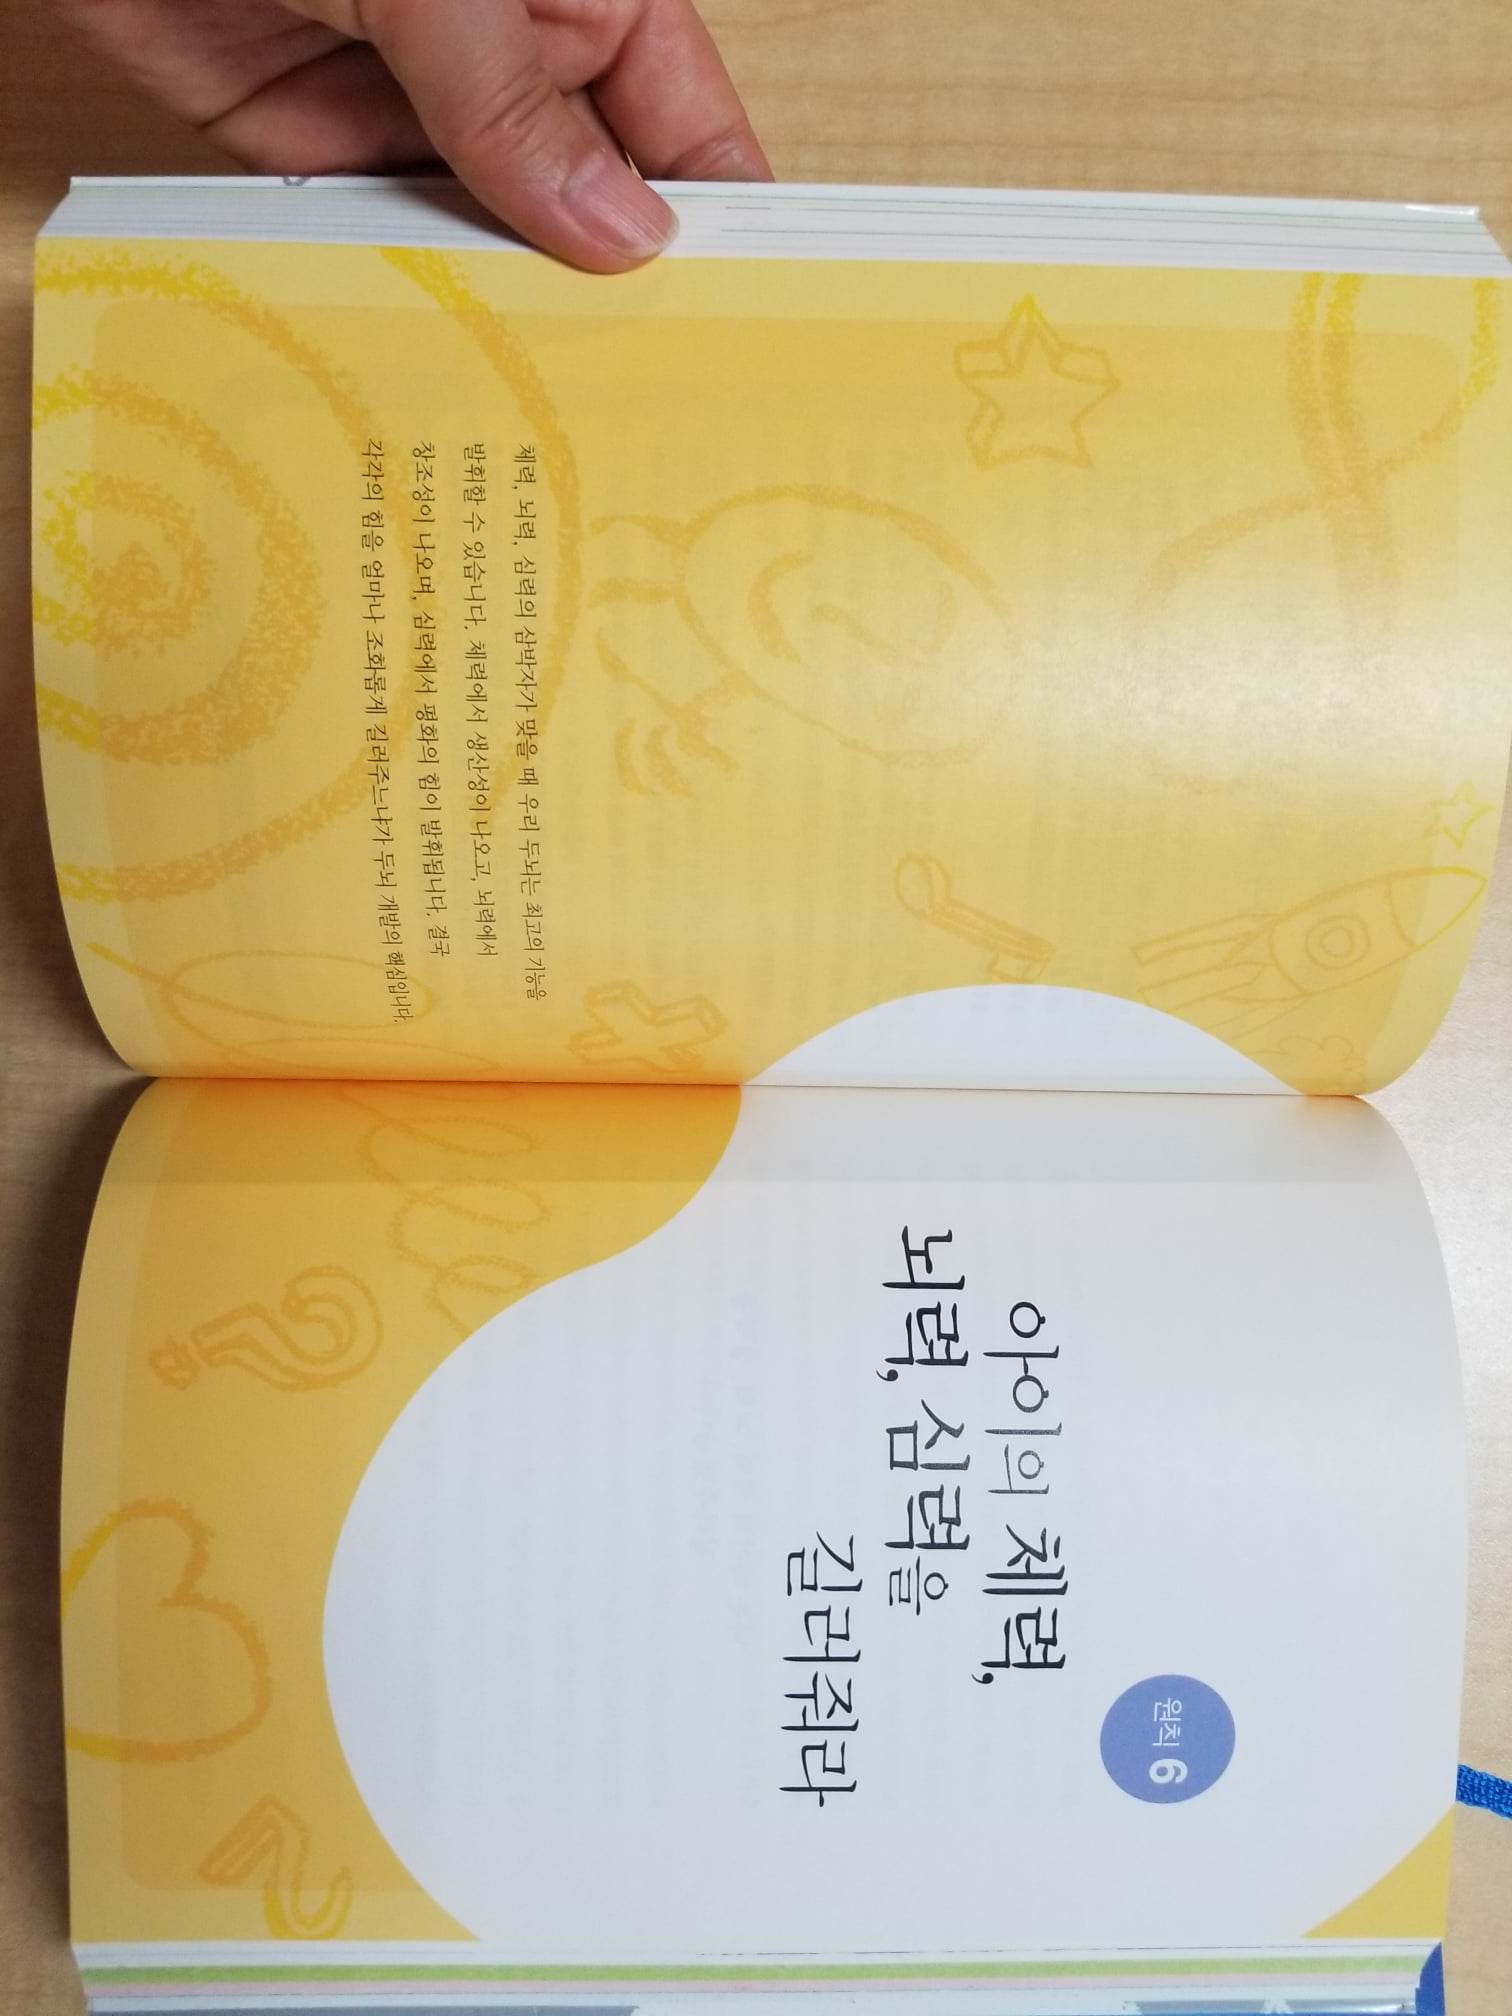 체력, 뇌력, 심력의 삼박자가 맞을 때 우리 두뇌는 최고의 기능을
발휘할 수 있습니다. 체력에서 생산성이 나오고, 뇌력에서
창조성이 나오며, 심력에서 평화의 힘이 발휘됩니다. 결국
각각의 힘을 얼마나 조화롭게 길러주느냐가 두뇌 개발의 핵심입니다.
원칙 6
아이의 체력,
뇌력, 심력을
길러줘라